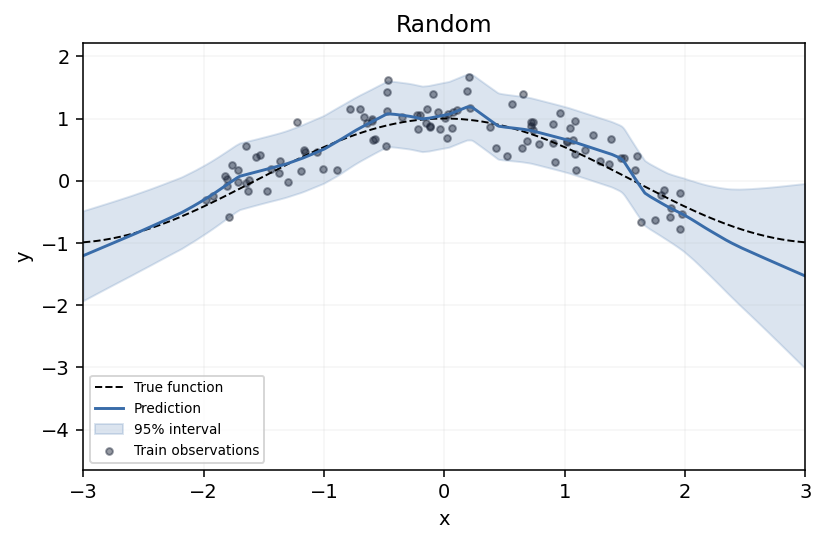 Random
2
1
0
−1
−2
−3
−4
y
True function
Prediction
95% interval
Train observations
−3 −2 −1 0 1 2 3
x